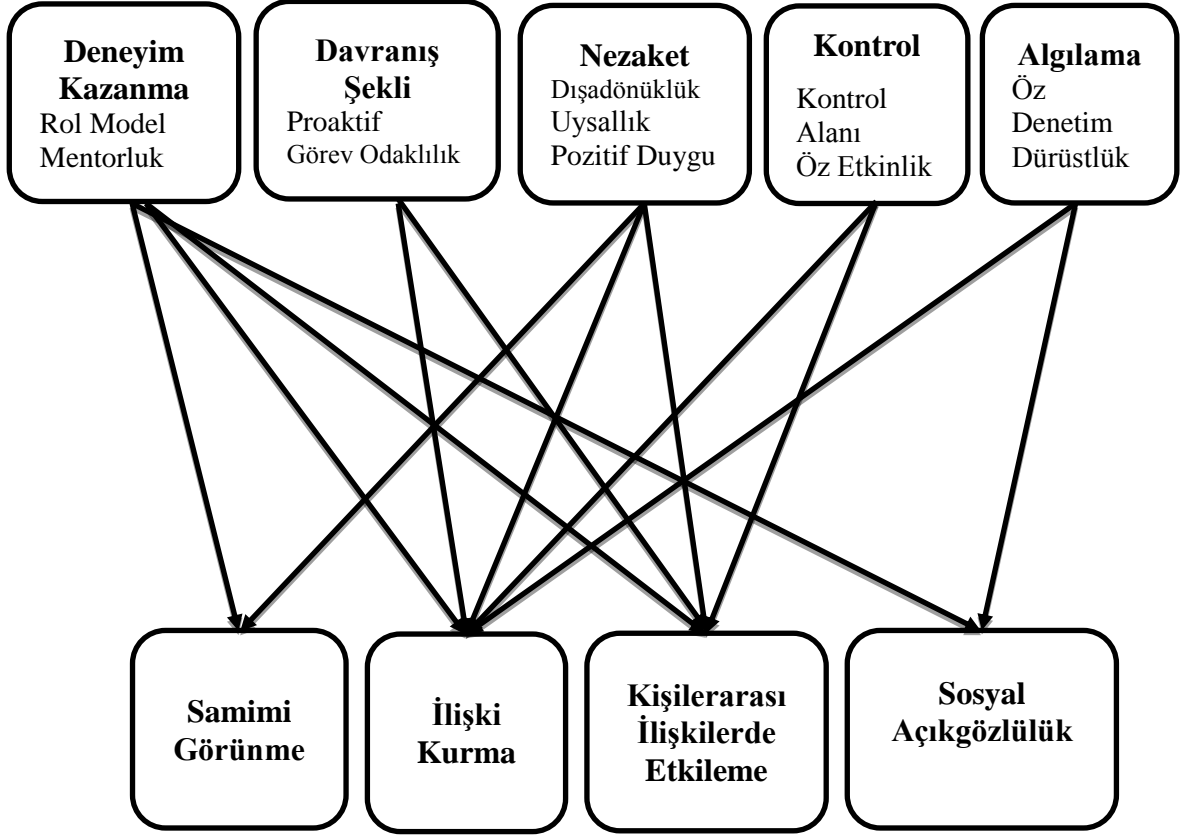 Deneyim
Kazanma
Rol Model
Mentorluk
Davranış
Şekli
Proaktif
Görev Odaklılık
Nezaket
Dışadönüklük
Uysallık
Pozitif Duygu
Kontrol
Kontrol
Alanı
Öz Etkinlik
Algılama
Öz
Denetim
Dürüstlük
Samimi
Görünme
İlişki
Kurma
Kişilerarası
İlişkilerde
Etkileme
Sosyal
Açıkgözlülük